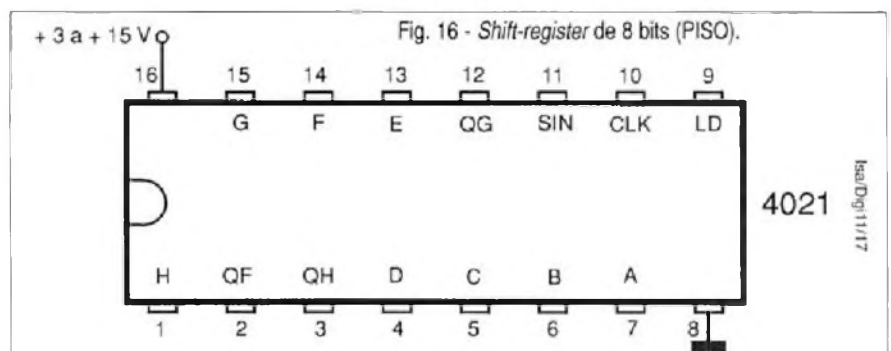 Fig. 16 - Shift-register de 8 bits (PISO).
+ 3 a + 15 V
16 15 14 13 12 11 10 9
G F E QG SIN CLK LD
4021
Isa/Digi11/17
H QF QH D C B A
1 2 3 4 5 6 7 8